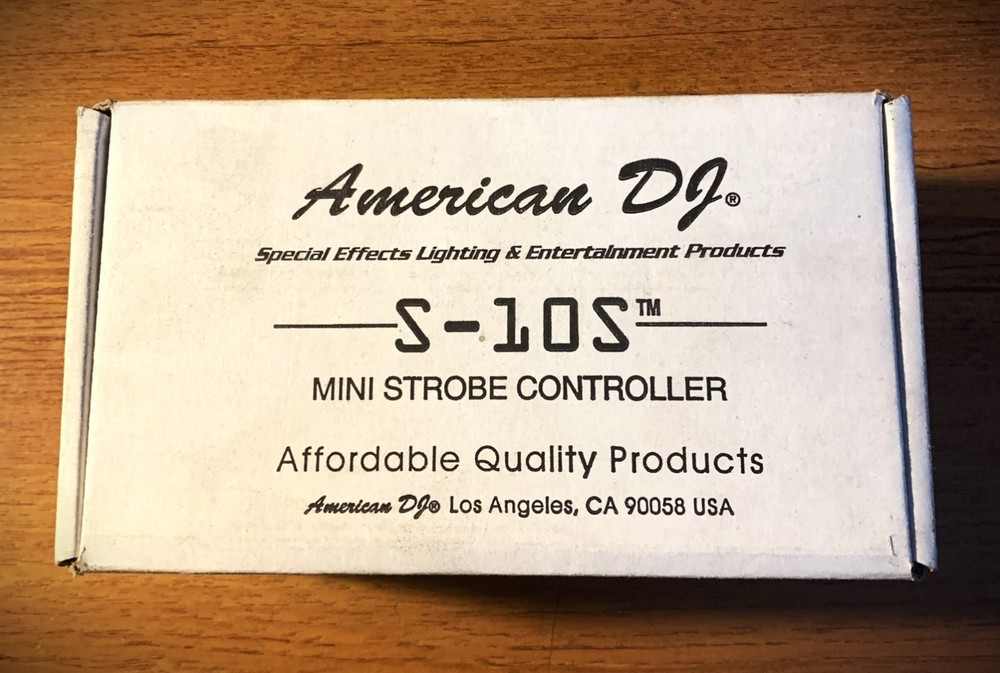 American DJ®
Special Effects Lighting & Entertainment Products
S-10S™
MINI STROBE CONTROLLER
Affordable Quality Products
American DJ® Los Angeles, CA 90058 USA